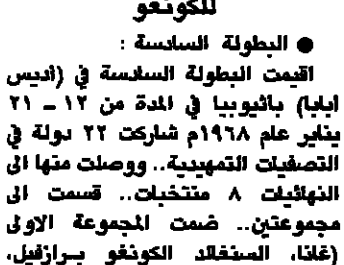 للكونغو
● البطولة السادسة :
اقيمت البطولة السادسة في (اديس
ابابا) باثيوبيا في المدة من ١٢ ـ ٢١
يناير عام ١٩٦٨م شاركت ٢٢ دولة في
التصفيات التمهيدية.. ووصلت منها الى
النهائيات ٨ منتخبات.. قسمت الى
مجموعتين.. ضمت المجموعة الاولى
(غانا، السنغال، الكونغو برازفيل،